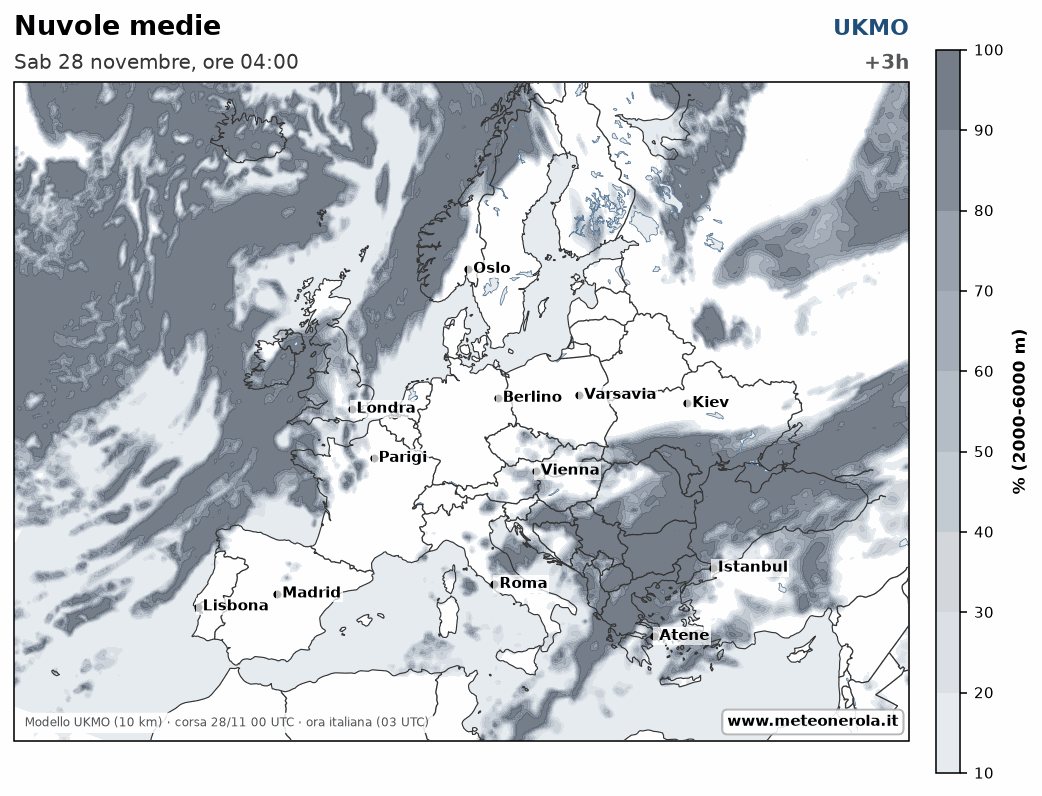 Nuvole medie
UKMO
Sab 28 novembre, ore 04:00
+3h
100
90
80
70
60
50
40
30
20
10
% (2000-6000 m)
Oslo
Londra
Berlino
Varsavia
Kiev
Parigi
Vienna
Istanbul
Roma
Madrid
Lisbona
Atene
Modello UKMO (10 km) · corsa 28/11 00 UTC · ora italiana (03 UTC)
www.meteonerola.it